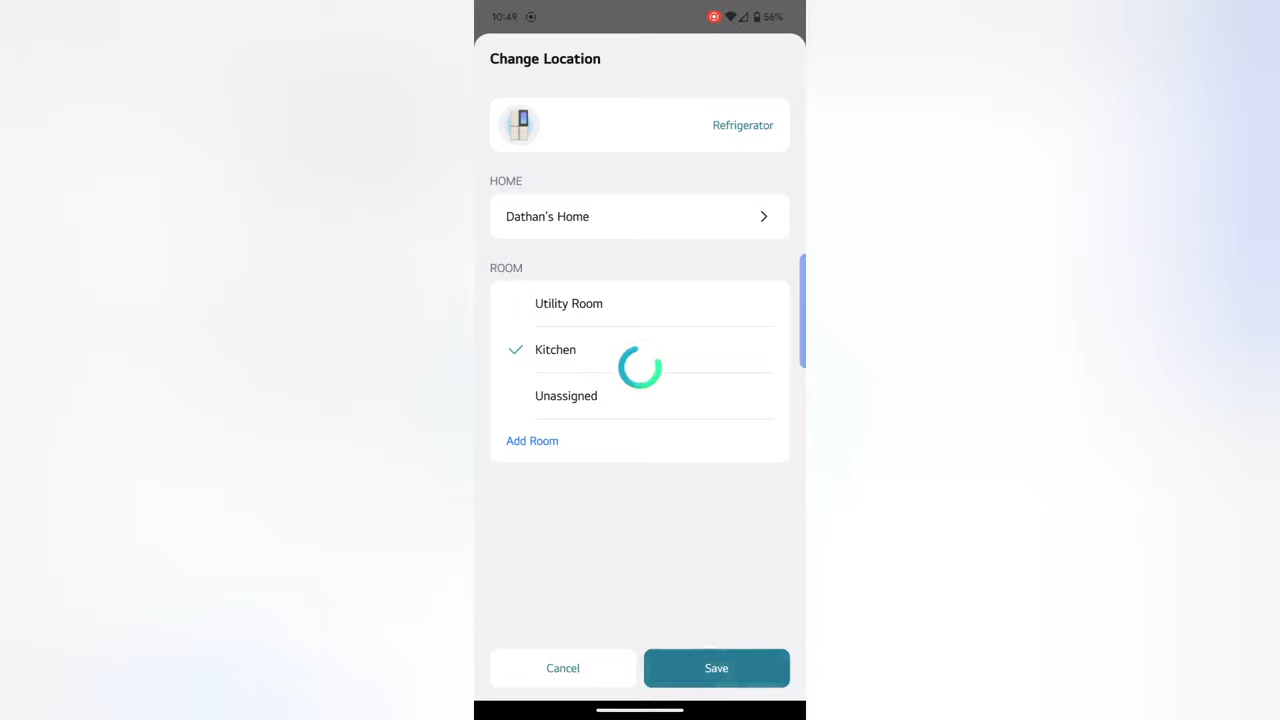 10:49
56%
Change Location
Refrigerator
HOME
Dathan's Home
ROOM
Utility Room
Kitchen
Unassigned
Add Room
Cancel
Save